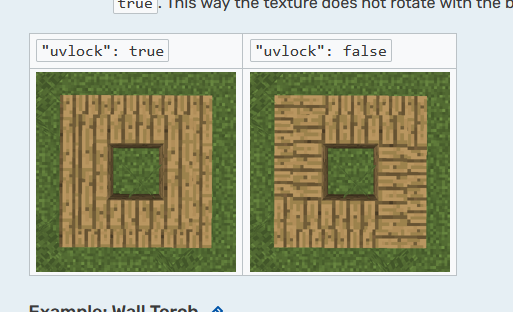 true. This way the texture does not rotate with the b
"uvlock": true
"uvlock": false
Example: Wall Torch